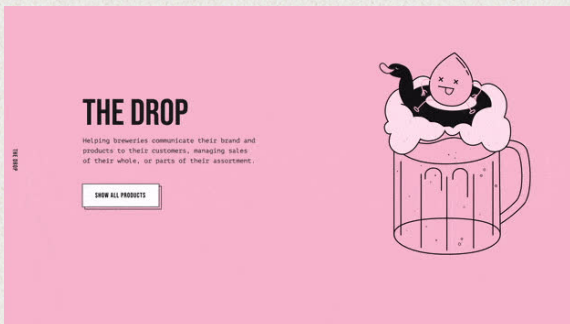 THE DROP
Helping breweries communicate their brand and
products to their customers, managing sales
of their whole, or parts of their assortment.
SHOW ALL PRODUCTS
THE DROP